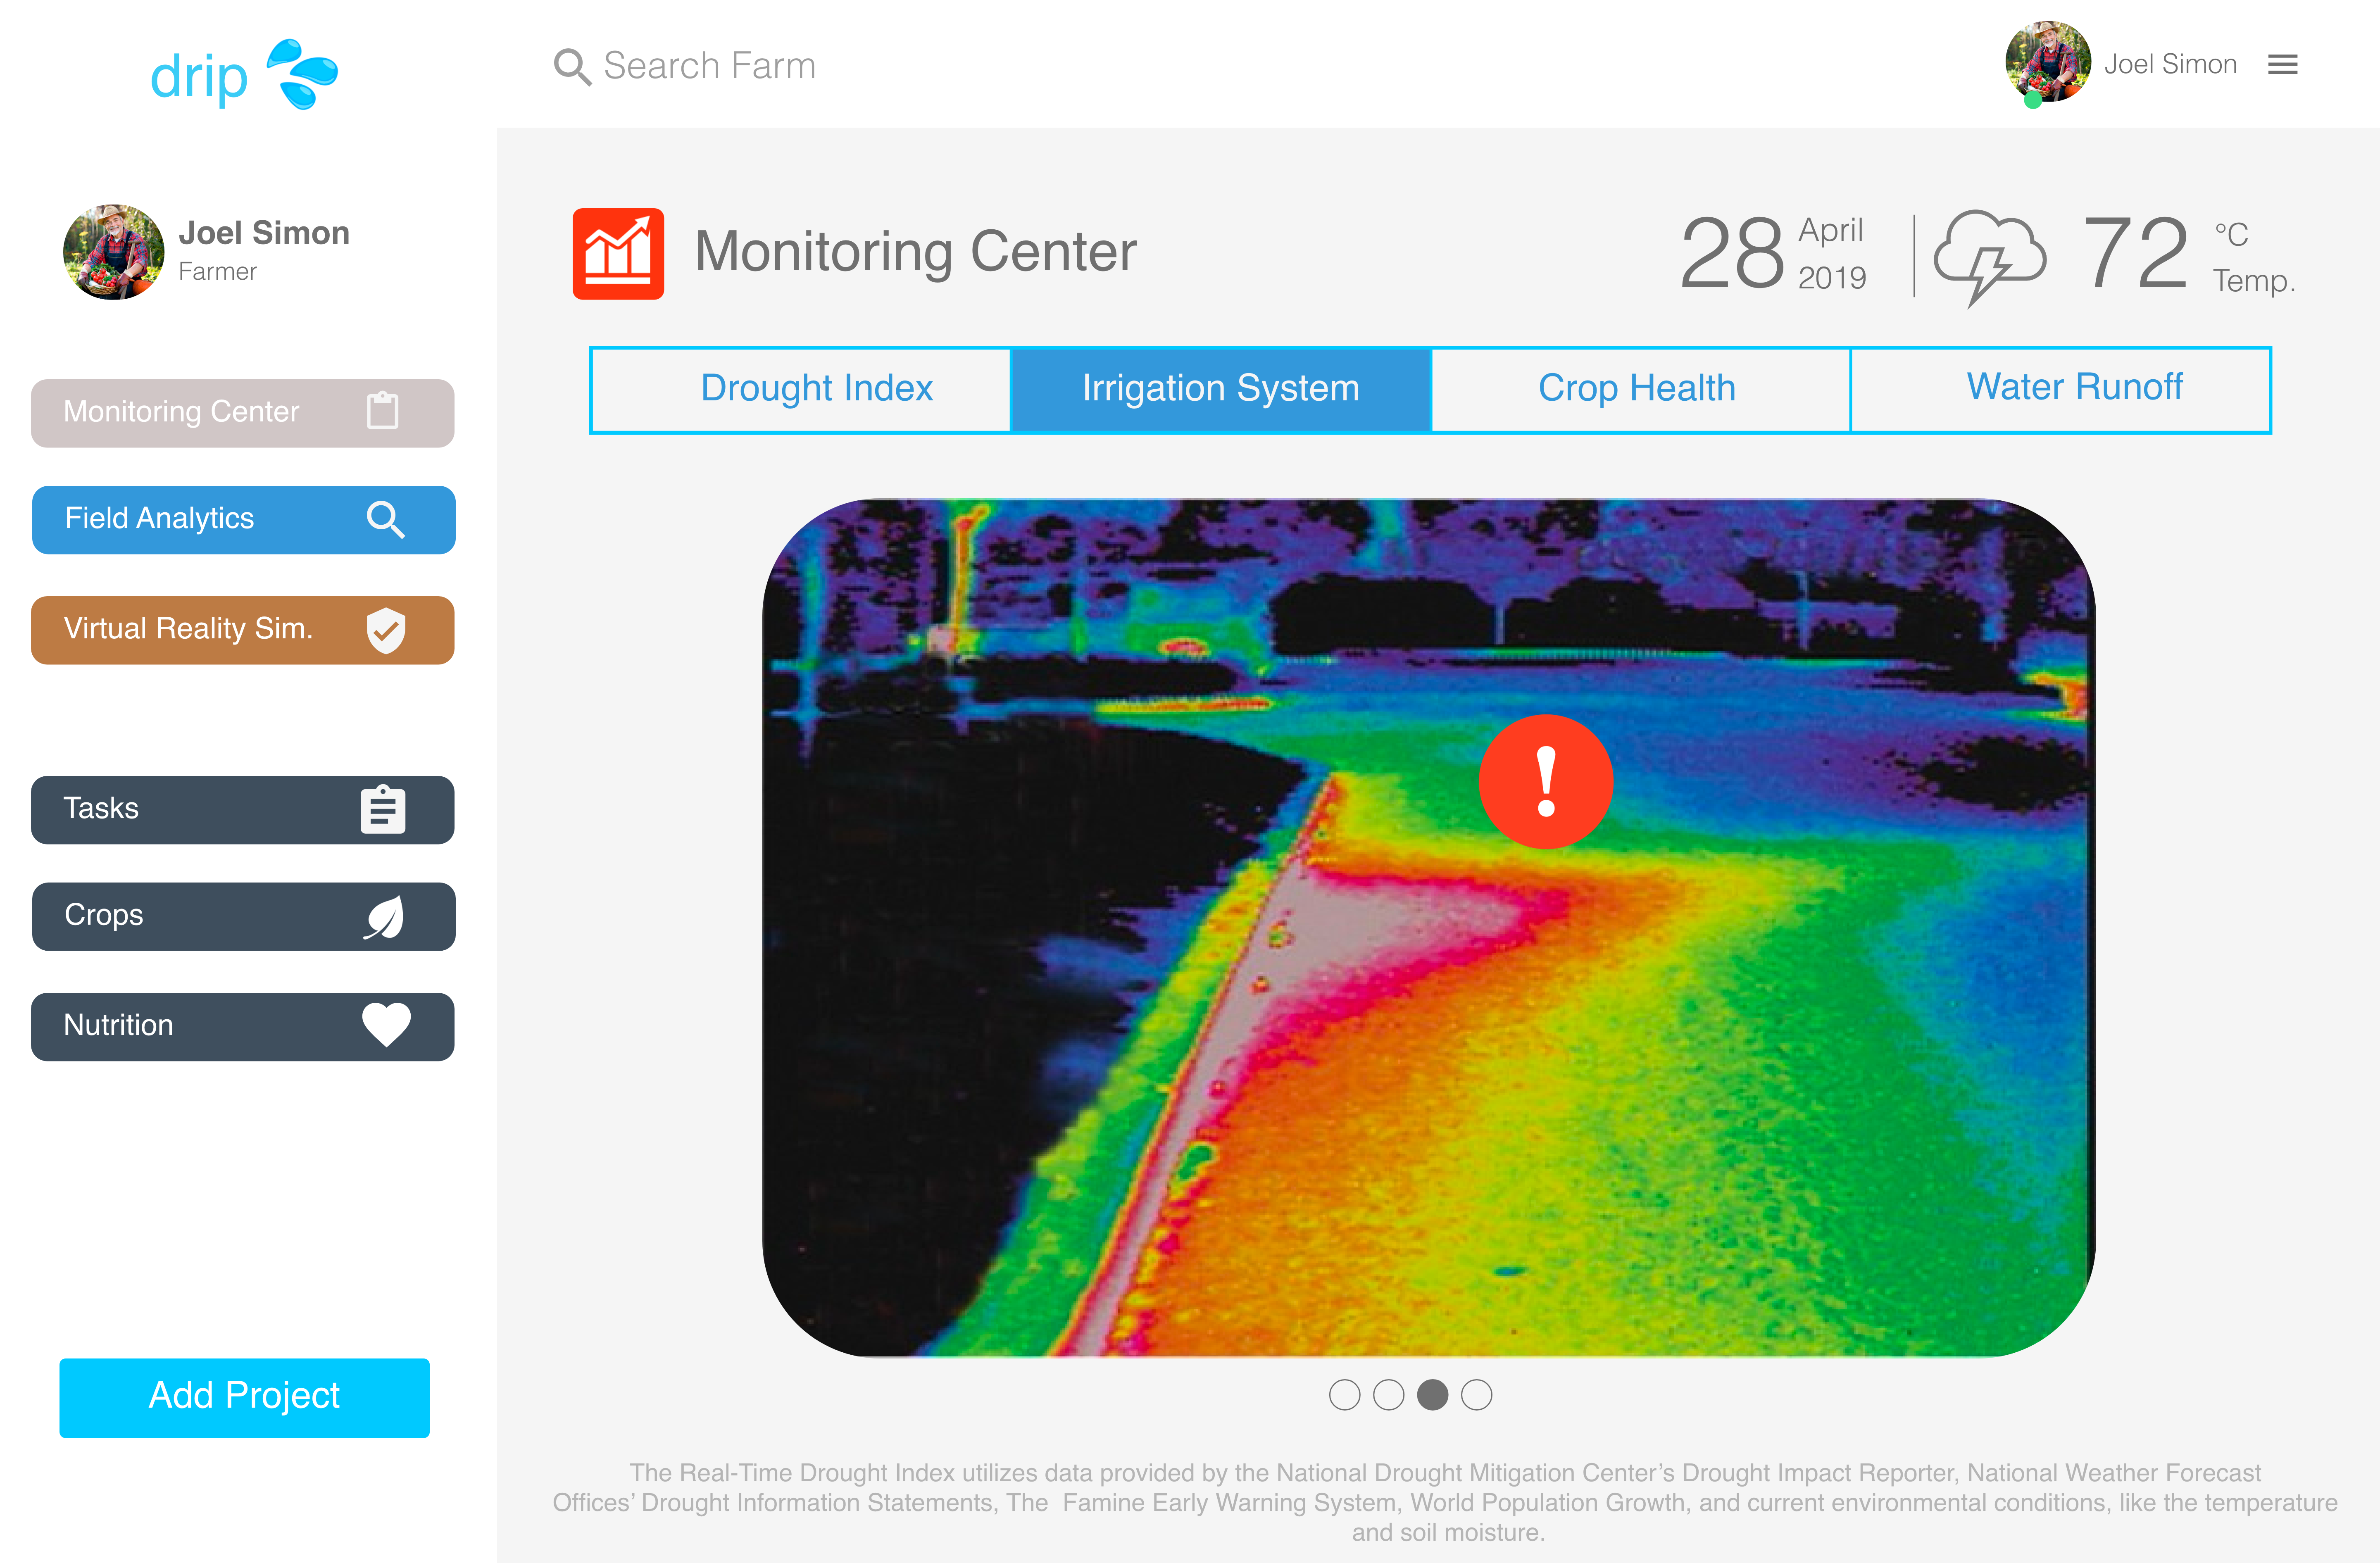 drip
Search Farm
Joel Simon
Joel Simon
Farmer
Monitoring Center
28 April 2019
72 °C Temp.
Drought Index
Irrigation System
Crop Health
Water Runoff
Monitoring Center
Field Analytics
Virtual Reality Sim.
Tasks
Crops
Nutrition
Add Project
!
The Real-Time Drought Index utilizes data provided by the National Drought Mitigation Center’s Drought Impact Reporter, National Weather Forecast
Offices’ Drought Information Statements, The  Famine Early Warning System, World Population Growth, and current environmental conditions, like the temperature
and soil moisture.